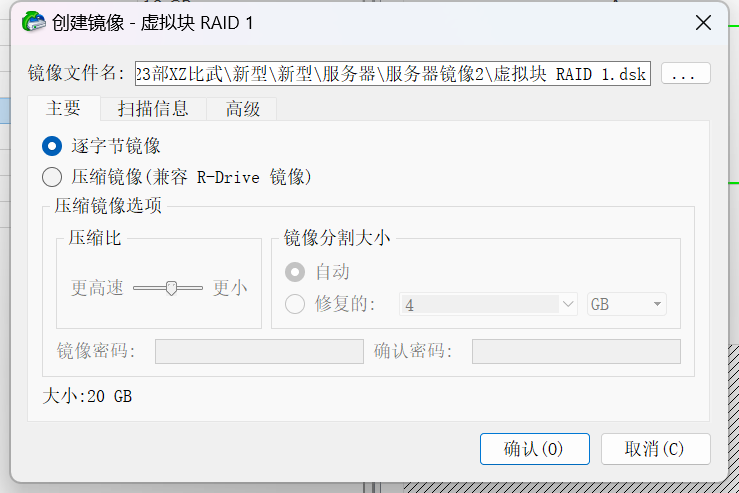 创建镜像 - 虚拟块 RAID 1
镜像文件名: 23部XZ比武\新型\新型\服务器\服务器镜像2\虚拟块 RAID 1.dsk ...
主要 扫描信息 高级
逐字节镜像
压缩镜像(兼容 R-Drive 镜像)
压缩镜像选项
压缩比 镜像分割大小
自动
更高速 更小
修复的: 4 GB
镜像密码: 确认密码:
大小:20 GB
确认(O) 取消(C)